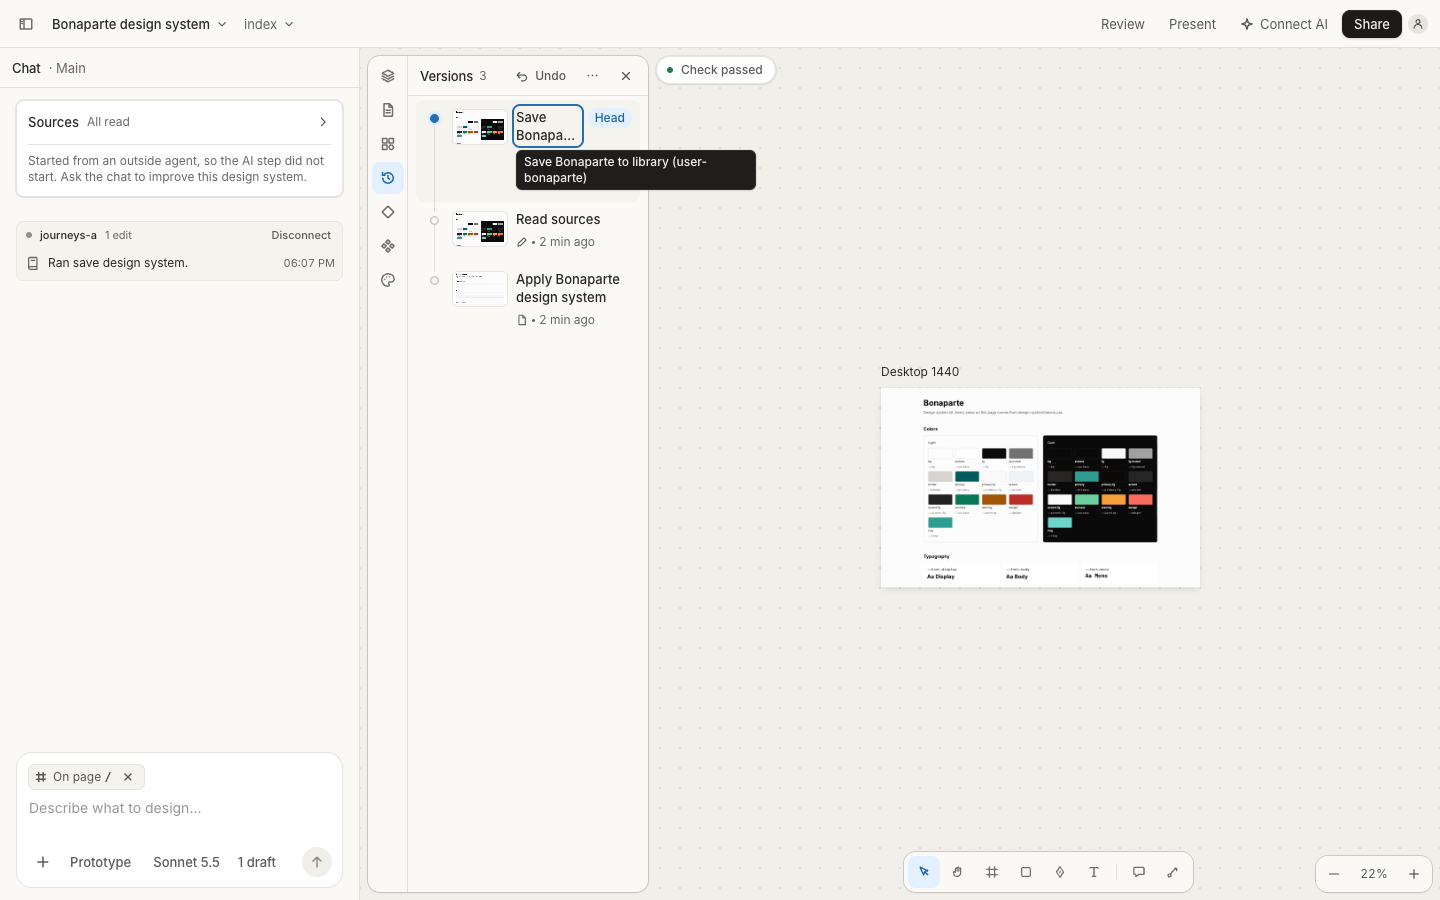 Bonaparte design system
index
Review
Present
Connect AI
Share
Chat · Main
Sources All read
Started from an outside agent, so the AI step did not
start. Ask the chat to improve this design system.
journeys-a 1 edit Disconnect
Ran save design system. 06:07 PM
On page /
Describe what to design...
Prototype Sonnet 5.5 1 draft
Versions 3 Undo
Save
Bonapa...
Head
Save Bonaparte to library (user-
bonaparte)
Read sources
• 2 min ago
Apply Bonaparte
design system
• 2 min ago
Check passed
Desktop 1440
Bonaparte
Colors
Light
Dark
Typography
Aa Display
Aa Body
Aa Mono
22%